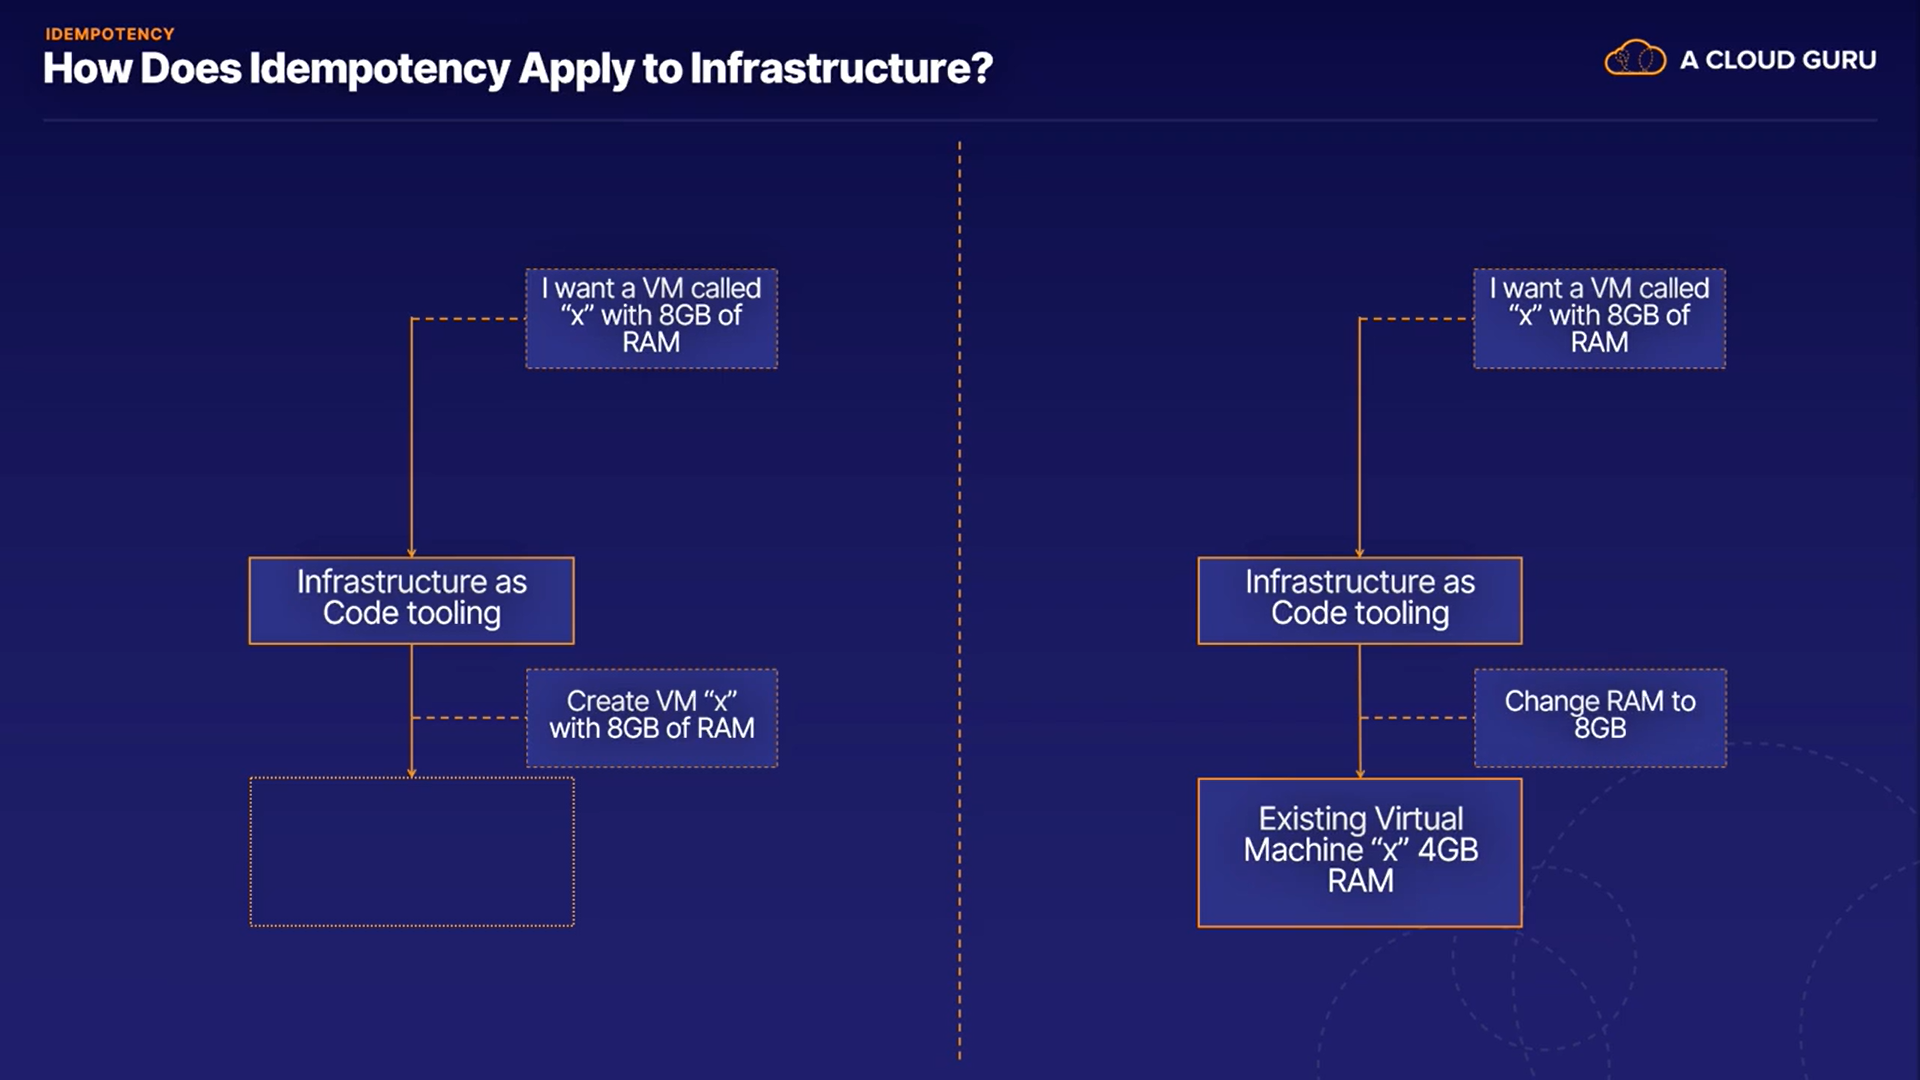 IDEMPOTENCY
How Does Idempotency Apply to Infrastructure?
A CLOUD GURU
I want a VM called
“x” with 8GB of
RAM
Infrastructure as
Code tooling
Create VM “x”
with 8GB of RAM
I want a VM called
“x” with 8GB of
RAM
Infrastructure as
Code tooling
Change RAM to
8GB
Existing Virtual
Machine “x” 4GB
RAM